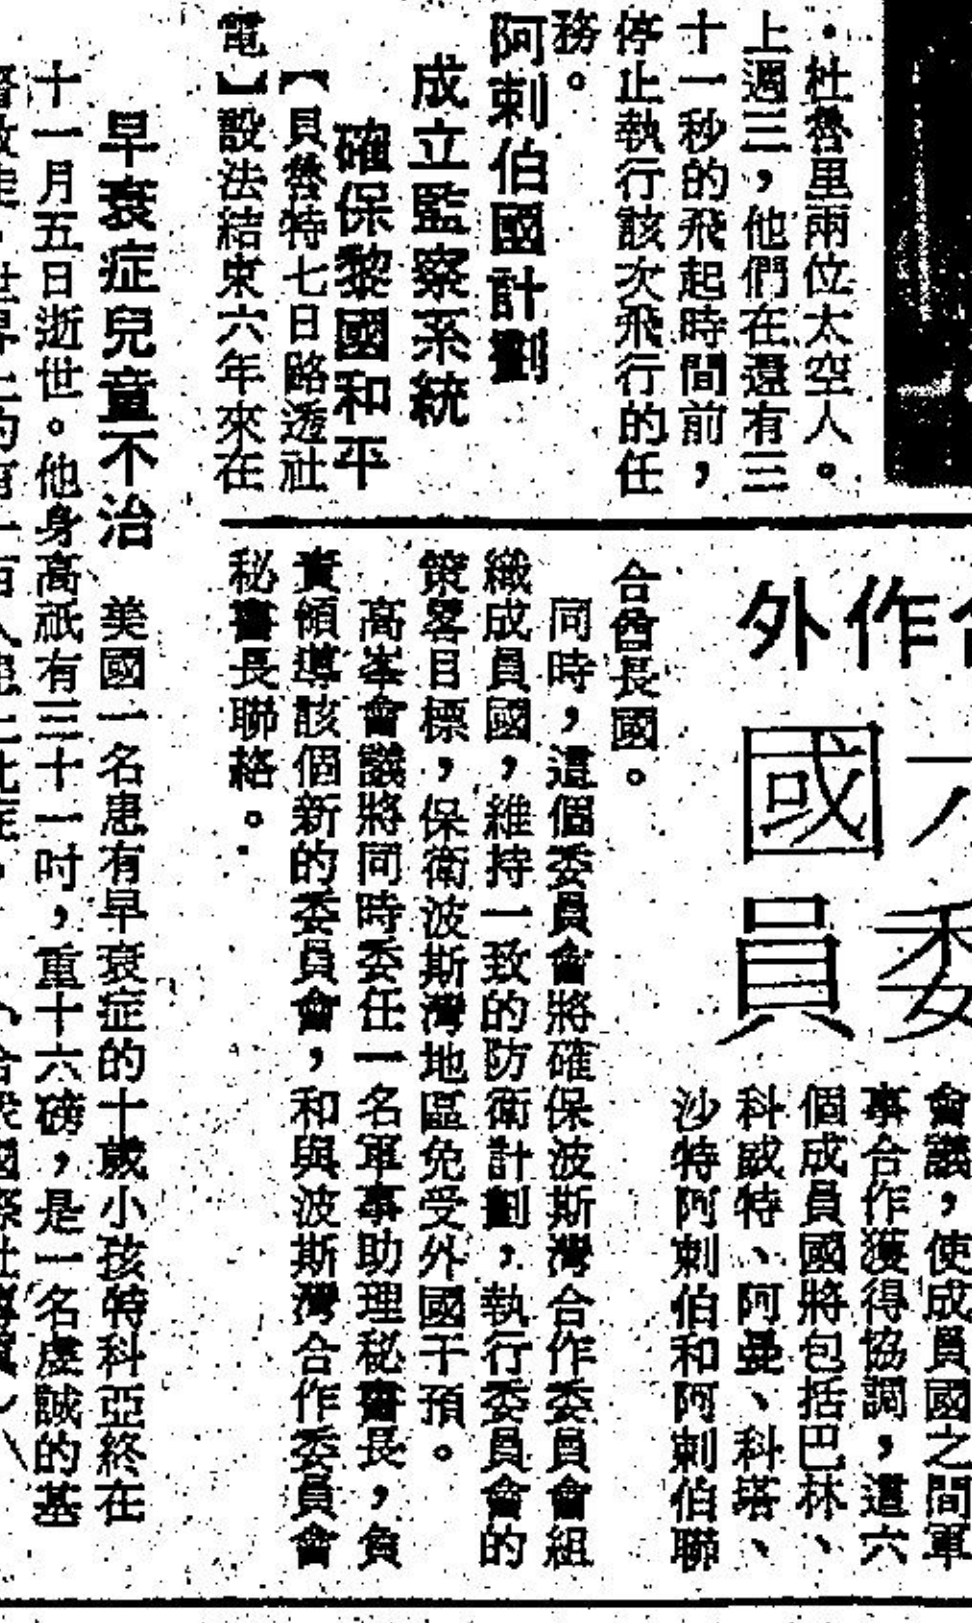 ・杜魯里兩位太空人。
上週三，他們在還有三
十一秒的飛起時間前，
停止執行該次飛行的任
務。
阿剌伯國計劃
成立監察系統
確保黎國和平
【貝魯特七日路透社
電】設法結束六年來在
作外
國
委員
會議，使成員國之間軍
事合作獲得協調，這六
個成員國將包括巴林、
科威特、阿曼、科塔、
沙特阿剌伯和阿剌伯聯
合酋長國。
同時，這個委員會將確保波斯灣合作委員會組
織成員國，維持一致的防衛計劃，執行委員會的
策畧目標，保衛波斯灣地區免受外國干預。
高峯會議將同時委任一名軍事助理秘書長，負
責領導該個新的委員會，和與波斯灣合作委員會
秘書長聯絡。
早衰症兒童不治
美國一名患有早衰症的十歲小孩特科亞終在
十一月五日逝世。他身高祇有三十一吋，重十六磅，是一名虔誠的基